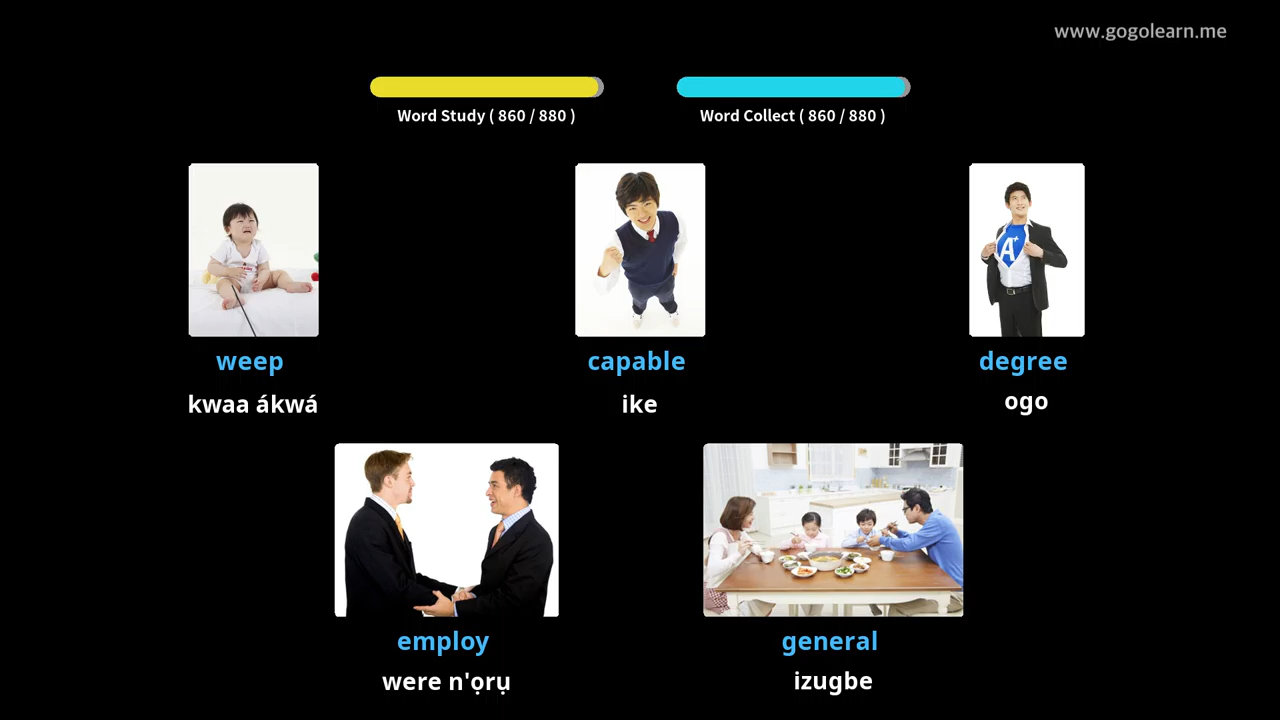 www.gogolearn.me
Word Study ( 860 / 880 )
Word Collect ( 860 / 880 )
A+
weep
capable
degree
kwaa ákwá
ike
ogo
employ
general
were n'ọrụ
izugbe